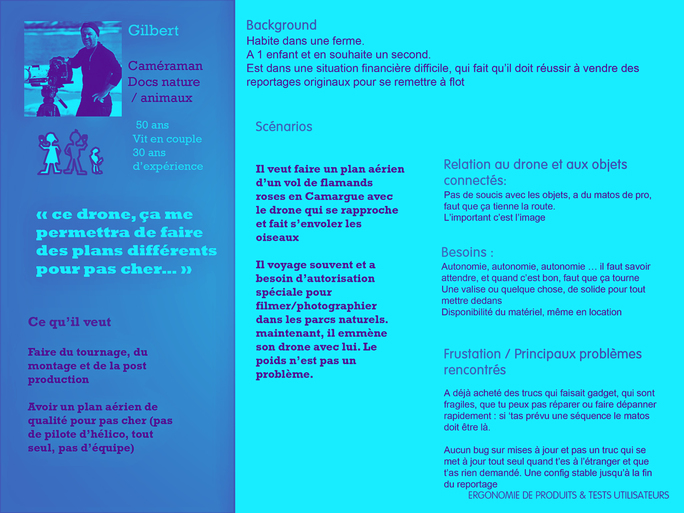 Gilbert
Caméraman
Docs nature
/ animaux
50 ans
Vit en couple
30 ans
d'expérience
« ce drone, ça me
permettra de faire
des plans différents
pour pas cher... »
Ce qu'il veut
Faire du tournage, du
montage et de la post
production
Avoir un plan aérien de
qualité pour pas cher (pas
de pilote d'hélico, tout
seul, pas d'équipe)
Background
Habite dans une ferme.
A 1 enfant et en souhaite un second.
Est dans une situation financière difficile, qui fait qu'il doit réussir à vendre des
reportages originaux pour se remettre à flot
Scénarios
Il veut faire un plan aérien
d'un vol de flamands
roses en Camargue avec
le drone qui se rapproche
et fait s'envoler les
oiseaux
Il voyage souvent et a
besoin d'autorisation
spéciale pour
filmer/photographier
dans les parcs naturels.
maintenant, il emmène
son drone avec lui. Le
poids n'est pas un
problème.
Relation au drone et aux objets
connectés:
Pas de soucis avec les objets, a du matos de pro,
faut que ça tienne la route.
L'important c'est l'image
Besoins :
Autonomie, autonomie, autonomie ... il faut savoir
attendre, et quand c'est bon, faut que ça tourne
Une valise ou quelque chose, de solide pour tout
mettre dedans
Disponibilité du matériel, même en location
Frustation / Principaux problèmes
rencontrés
A déjà acheté des trucs qui faisait gadget, qui sont
fragiles, que tu peux pas réparer ou faire dépanner
rapidement : si 'tas prévu une séquence le matos
doit être là.
Aucun bug sur mises à jour et pas un truc qui se
met à jour tout seul quand t'es à l'étranger et que
t'as rien demandé. Une config stable jusqu'à la fin
du reportage
ERGONOMIE DE PRODUITS & TESTS UTILISATEURS